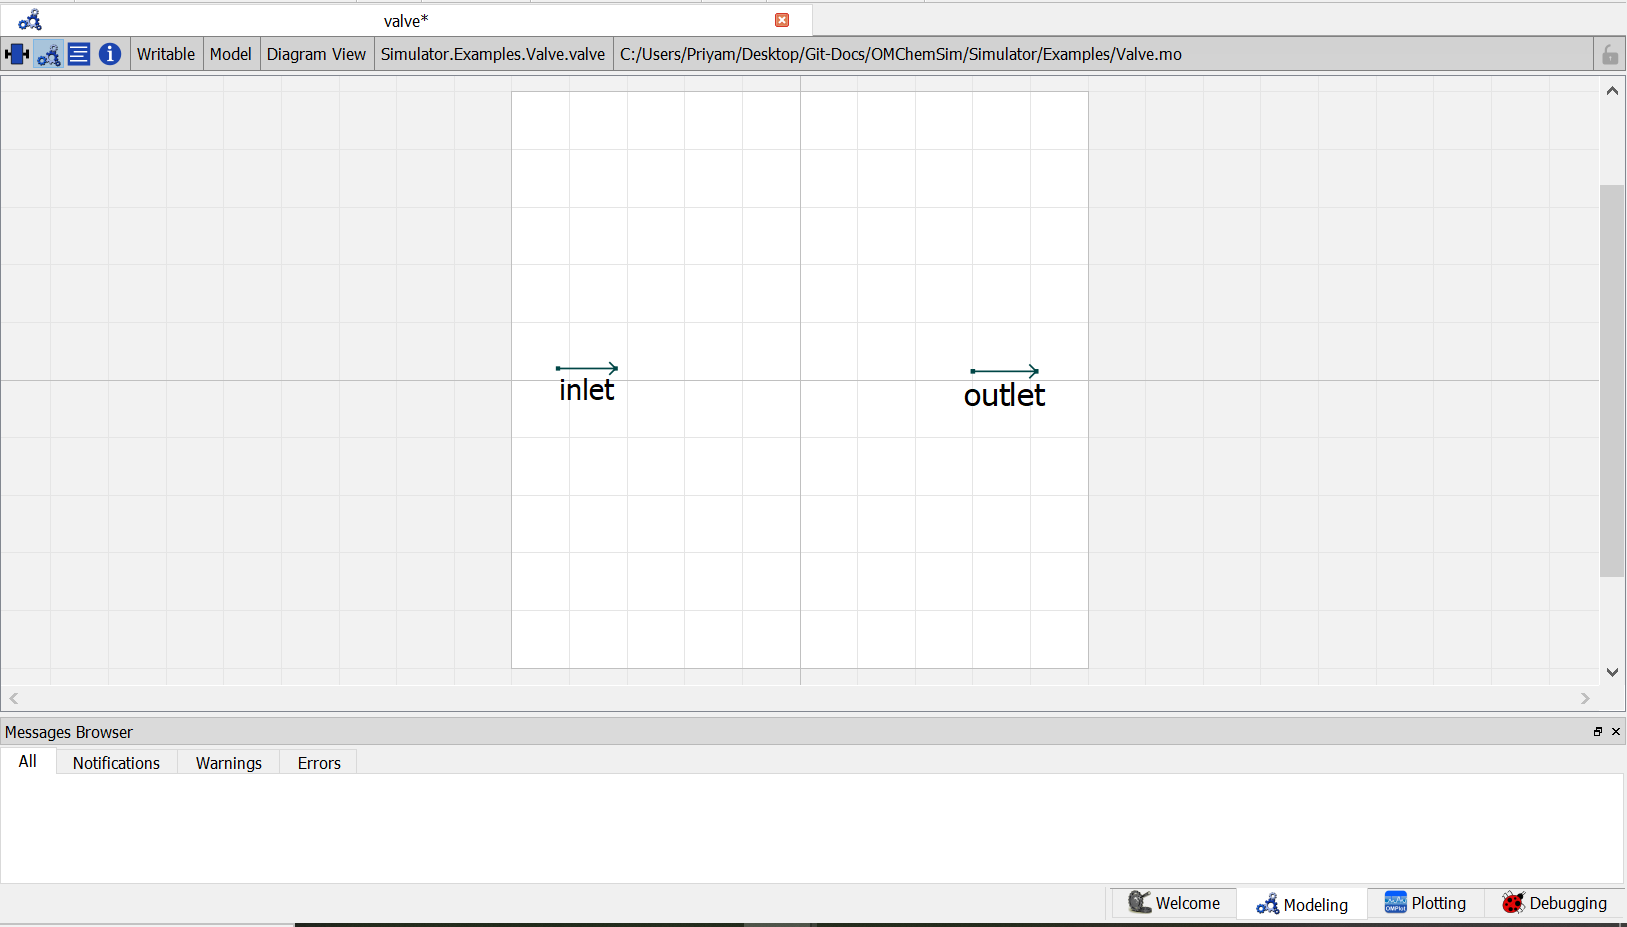 valve*
Writable Model Diagram View Simulator.Examples.Valve.valve C:/Users/Priyam/Desktop/Git-Docs/OMChemSim/Simulator/Examples/Valve.mo
inlet outlet
Messages Browser
All Notifications Warnings Errors
Welcome Modeling Plotting Debugging